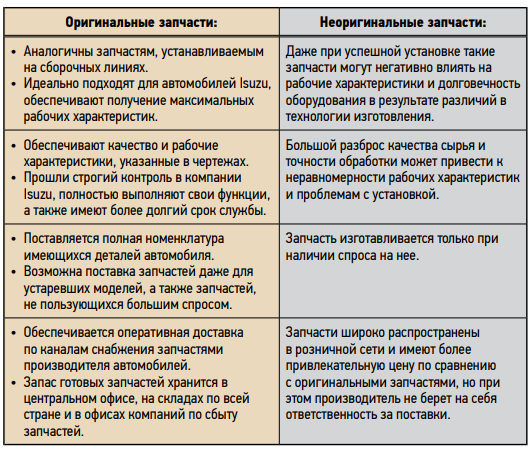 Оригинальные запчасти:
Неоригинальные запчасти:
• Аналогичны запчастям, устанавливаемым
на сборочных линиях.
• Идеально подходят для автомобилей Isuzu,
обеспечивают получение максимальных
рабочих характеристик.
Даже при успешной установке такие
запчасти могут негативно влиять на
рабочие характеристики и долговечность
оборудования в результате различий в
технологии изготовления.
• Обеспечивают качество и рабочие
характеристики, указанные в чертежах.
• Прошли строгий контроль в компании
Isuzu, полностью выполняют свои функции,
а также имеют более долгий срок службы.
Большой разброс качества сырья и
точности обработки может привести к
неравномерности рабочих характеристик
и проблемам с установкой.
• Поставляется полная номенклатура
имеющихся деталей автомобиля.
• Возможна поставка запчастей даже для
устаревших моделей, а также запчастей,
не пользующихся большим спросом.
Запчасть изготавливается только при
наличии спроса на нее.
• Обеспечивается оперативная доставка
по каналам снабжения запчастями
производителя автомобилей.
• Запас готовых запчастей хранится в
центральном офисе, на складах по всей
стране и в офисах компаний по сбыту
запчастей.
Запчасти широко распространены
в розничной сети и имеют более
привлекательную цену по сравнению
с оригинальными запчастями, но при
этом производитель не берет на себя
ответственность за поставки.